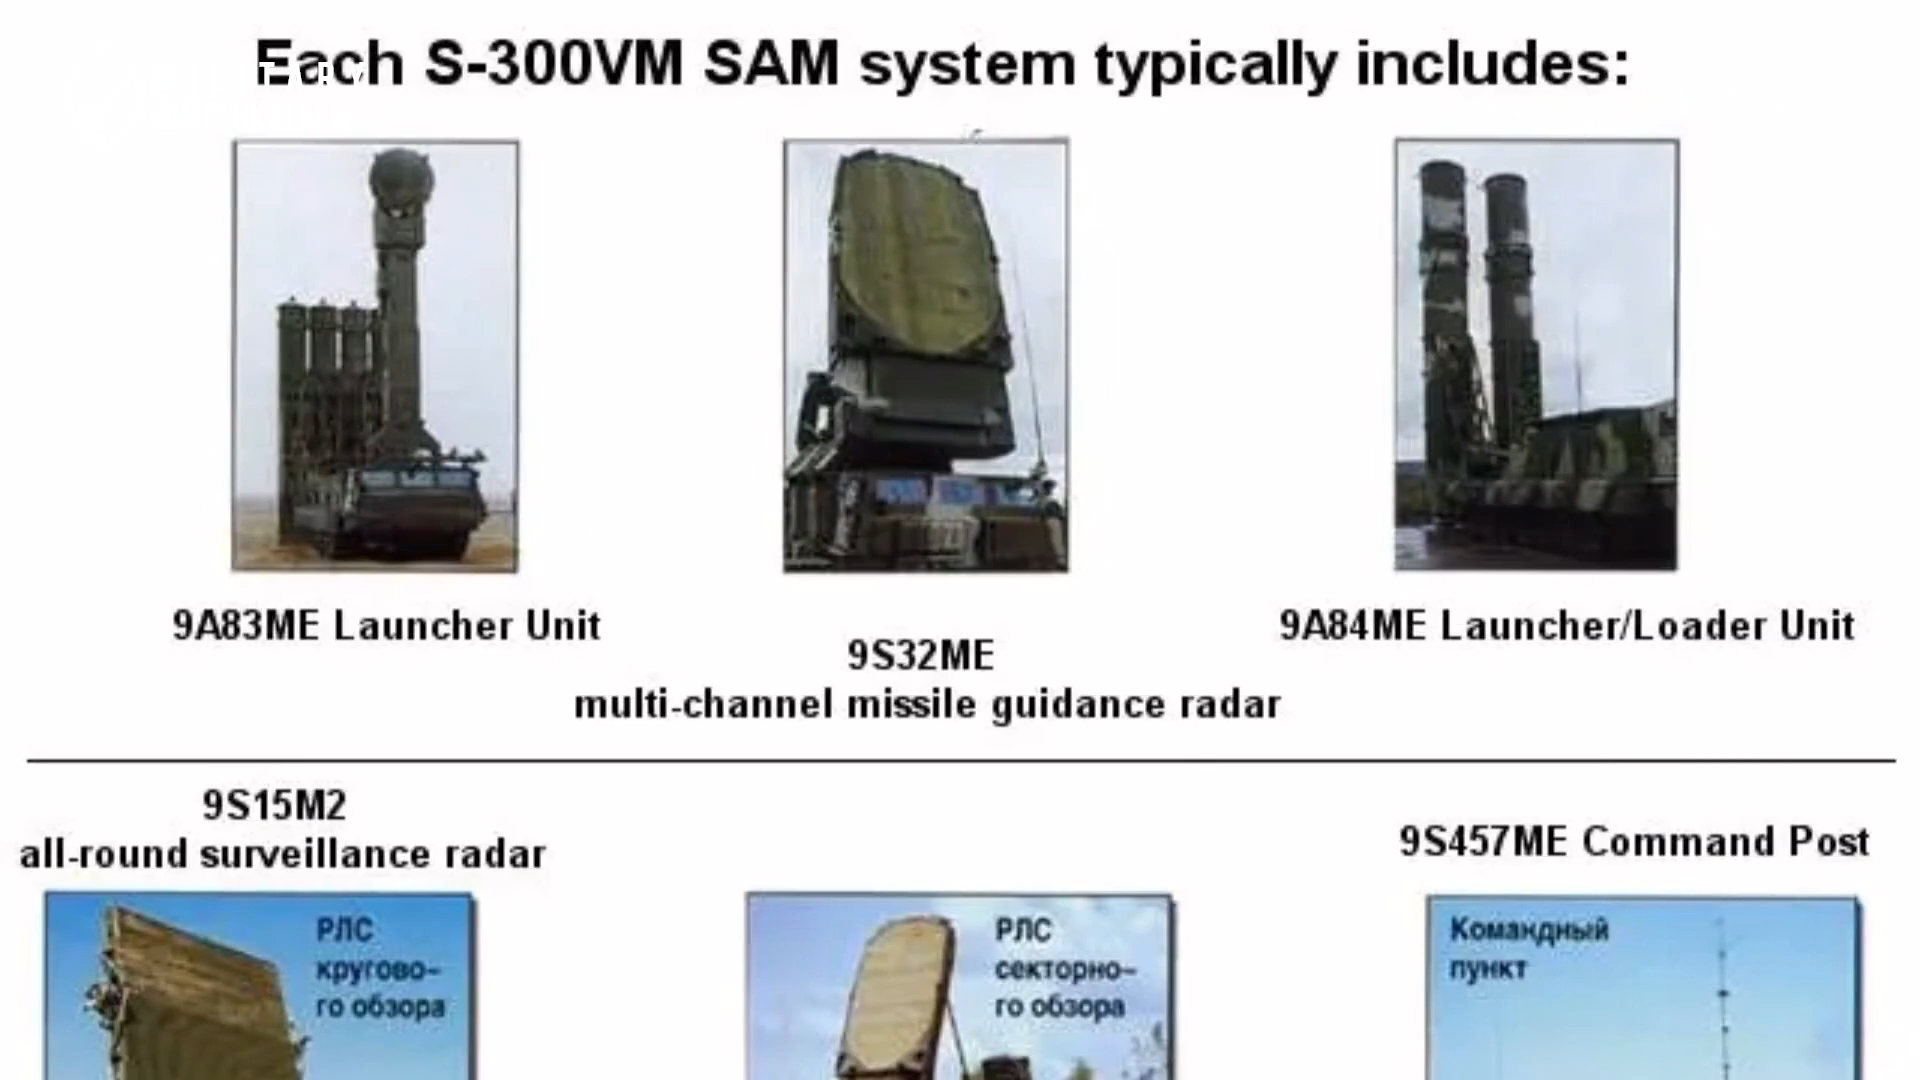 Each S-300VM SAM system typically includes:
9A83ME Launcher Unit
9S32ME
multi-channel missile guidance radar
9A84ME Launcher/Loader Unit
9S15M2
all-round surveillance radar
9S457ME Command Post
РЛС
кругово-
го обзора
РЛС
секторно-
го обзора
Командный
пункт